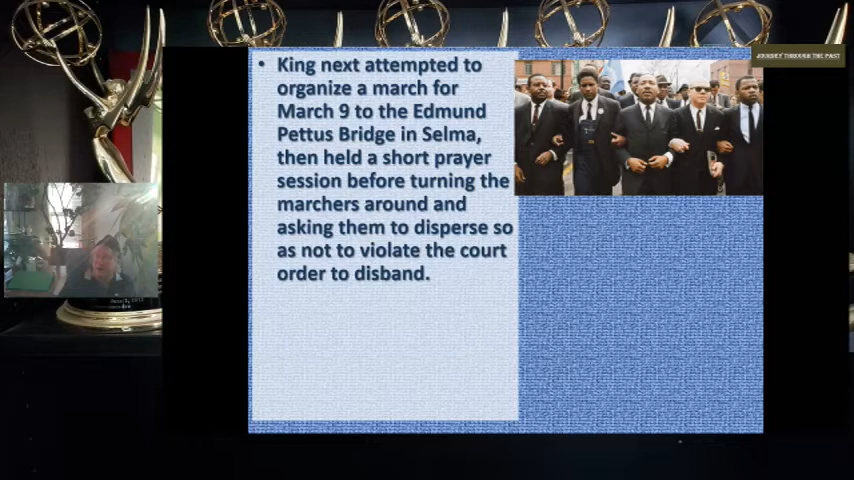 JOURNEY THROUGH THE PAST
• King next attempted to
organize a march for
March 9 to the Edmund
Pettus Bridge in Selma,
then held a short prayer
session before turning the
marchers around and
asking them to disperse so
as not to violate the court
order to disband.